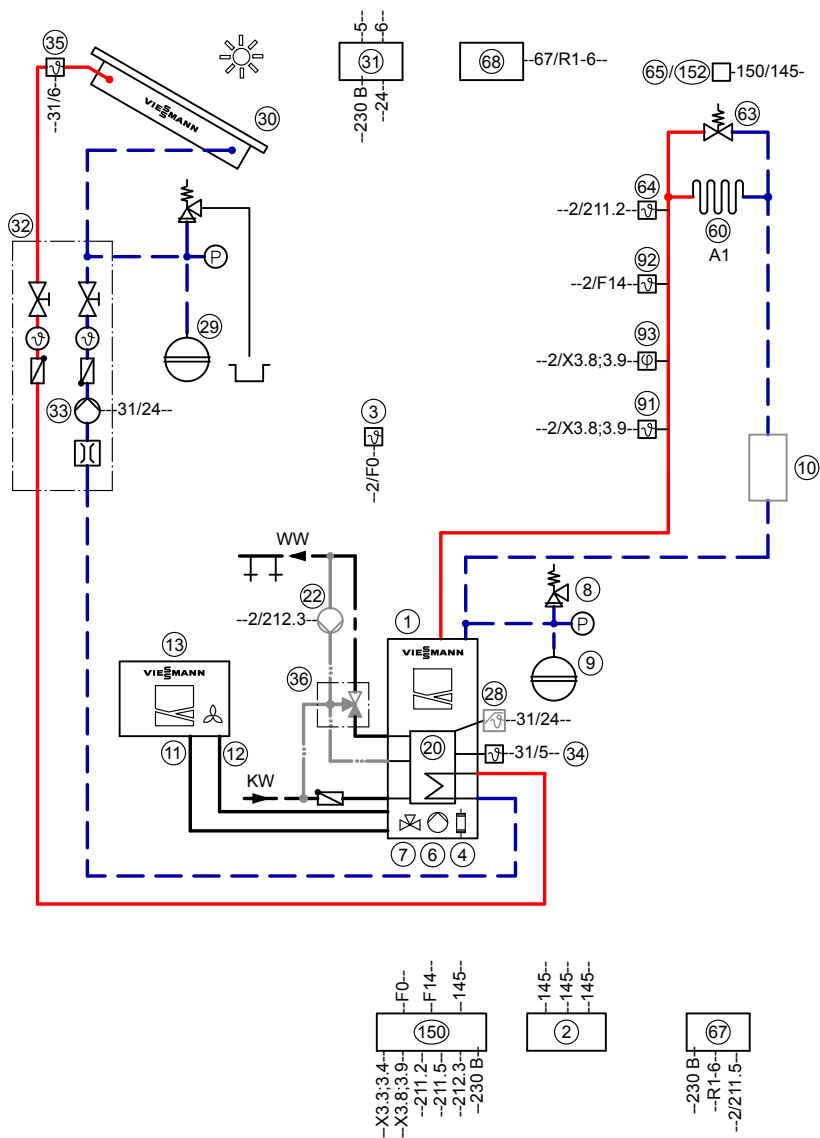 35
--31/6--
VIESSMANN
30
--5--
--6--
31
--230 B--
--24--
68
--67/R1-6--
65/152
-150/145-
63
64
--2/211.2--
60
A1
92
--2/F14--
93
φ
--2/X3.8;3.9--
91
--2/X3.8;3.9--
10
32
P
29
ϑ
ϑ
33
--31/24--
3
--2/F0--
WW
22
--2/212.3--
1
8
P
9
13
VIESSMANN
VIESSMANN
36
28
--31/24--
20
--31/5--
34
11
12
KW
7
6
4
--F0--
--F14--
--145--
150
--X3.3;3.4--
--X3.8;3.9--
--211.2--
--211.5--
--212.3--
--230 B--
--145--
--145--
--145--
2
67
--230 B--
--R1-6--
--2/211.5--